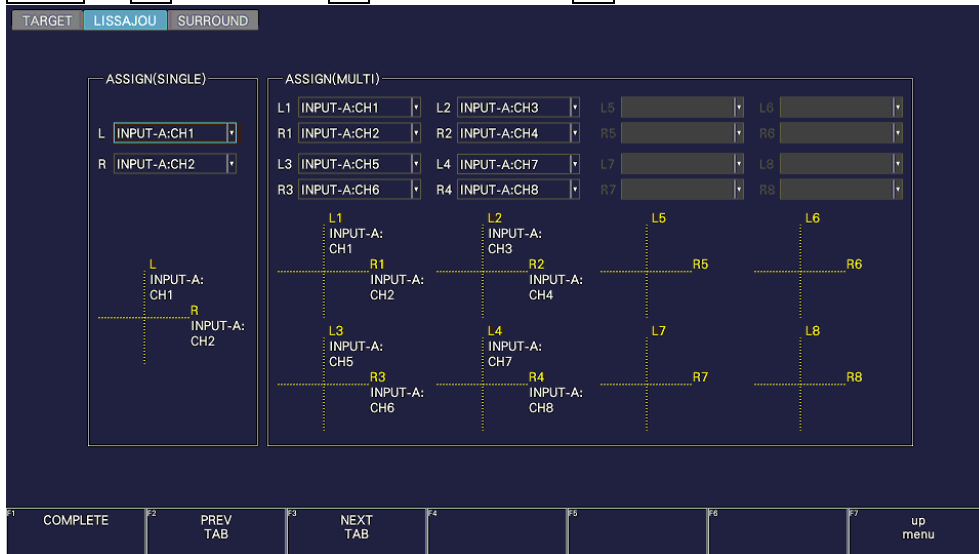 TARGET LISSAJOU SURROUND
ASSIGN(SINGLE) ASSIGN(MULTI)
L1 INPUT-A:CH1 L2 INPUT-A:CH3 L5 L6
L INPUT-A:CH1 R1 INPUT-A:CH2 R2 INPUT-A:CH4 R5 R6
R INPUT-A:CH2 L3 INPUT-A:CH5 L4 INPUT-A:CH7 L7 L8
R3 INPUT-A:CH6 R4 INPUT-A:CH8 R7 R8
L
INPUT-A:
CH1
R
INPUT-A:
CH2
L1
INPUT-A:
CH1
R1
INPUT-A:
CH2
L2
INPUT-A:
CH3
R2
INPUT-A:
CH4
L5
R5
L6
R6
L3
INPUT-A:
CH5
R3
INPUT-A:
CH6
L4
INPUT-A:
CH7
R4
INPUT-A:
CH8
L7
R7
L8
R8
F1 COMPLETE
F2 PREV
TAB
F3 NEXT
TAB
F4
F5
F6
F7 up
menu